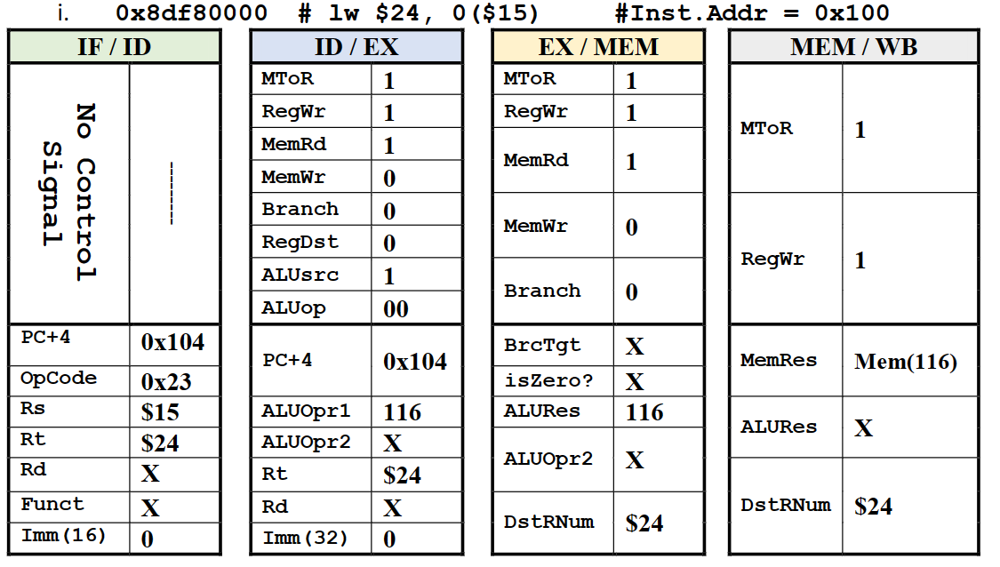 i. 0x8df80000 # lw $24, 0($15) #Inst.Addr = 0x100
IF / ID
No Control
Signal
--------
PC+4 0x104
OpCode 0x23
Rs $15
Rt $24
Rd X
Funct X
Imm(16) 0
ID / EX
MToR 1
RegWr 1
MemRd 1
MemWr 0
Branch 0
RegDst 0
ALUsrc 1
ALUop 00
PC+4 0x104
ALUOpr1 116
ALUOpr2 X
Rt $24
Rd X
Imm(32) 0
EX / MEM
MToR 1
RegWr 1
MemRd 1
MemWr 0
Branch 0
BrcTgt X
isZero? X
ALURes 116
ALUOpr2 X
DstRNum $24
MEM / WB
MToR 1
RegWr 1
MemRes Mem(116)
ALURes X
DstRNum $24